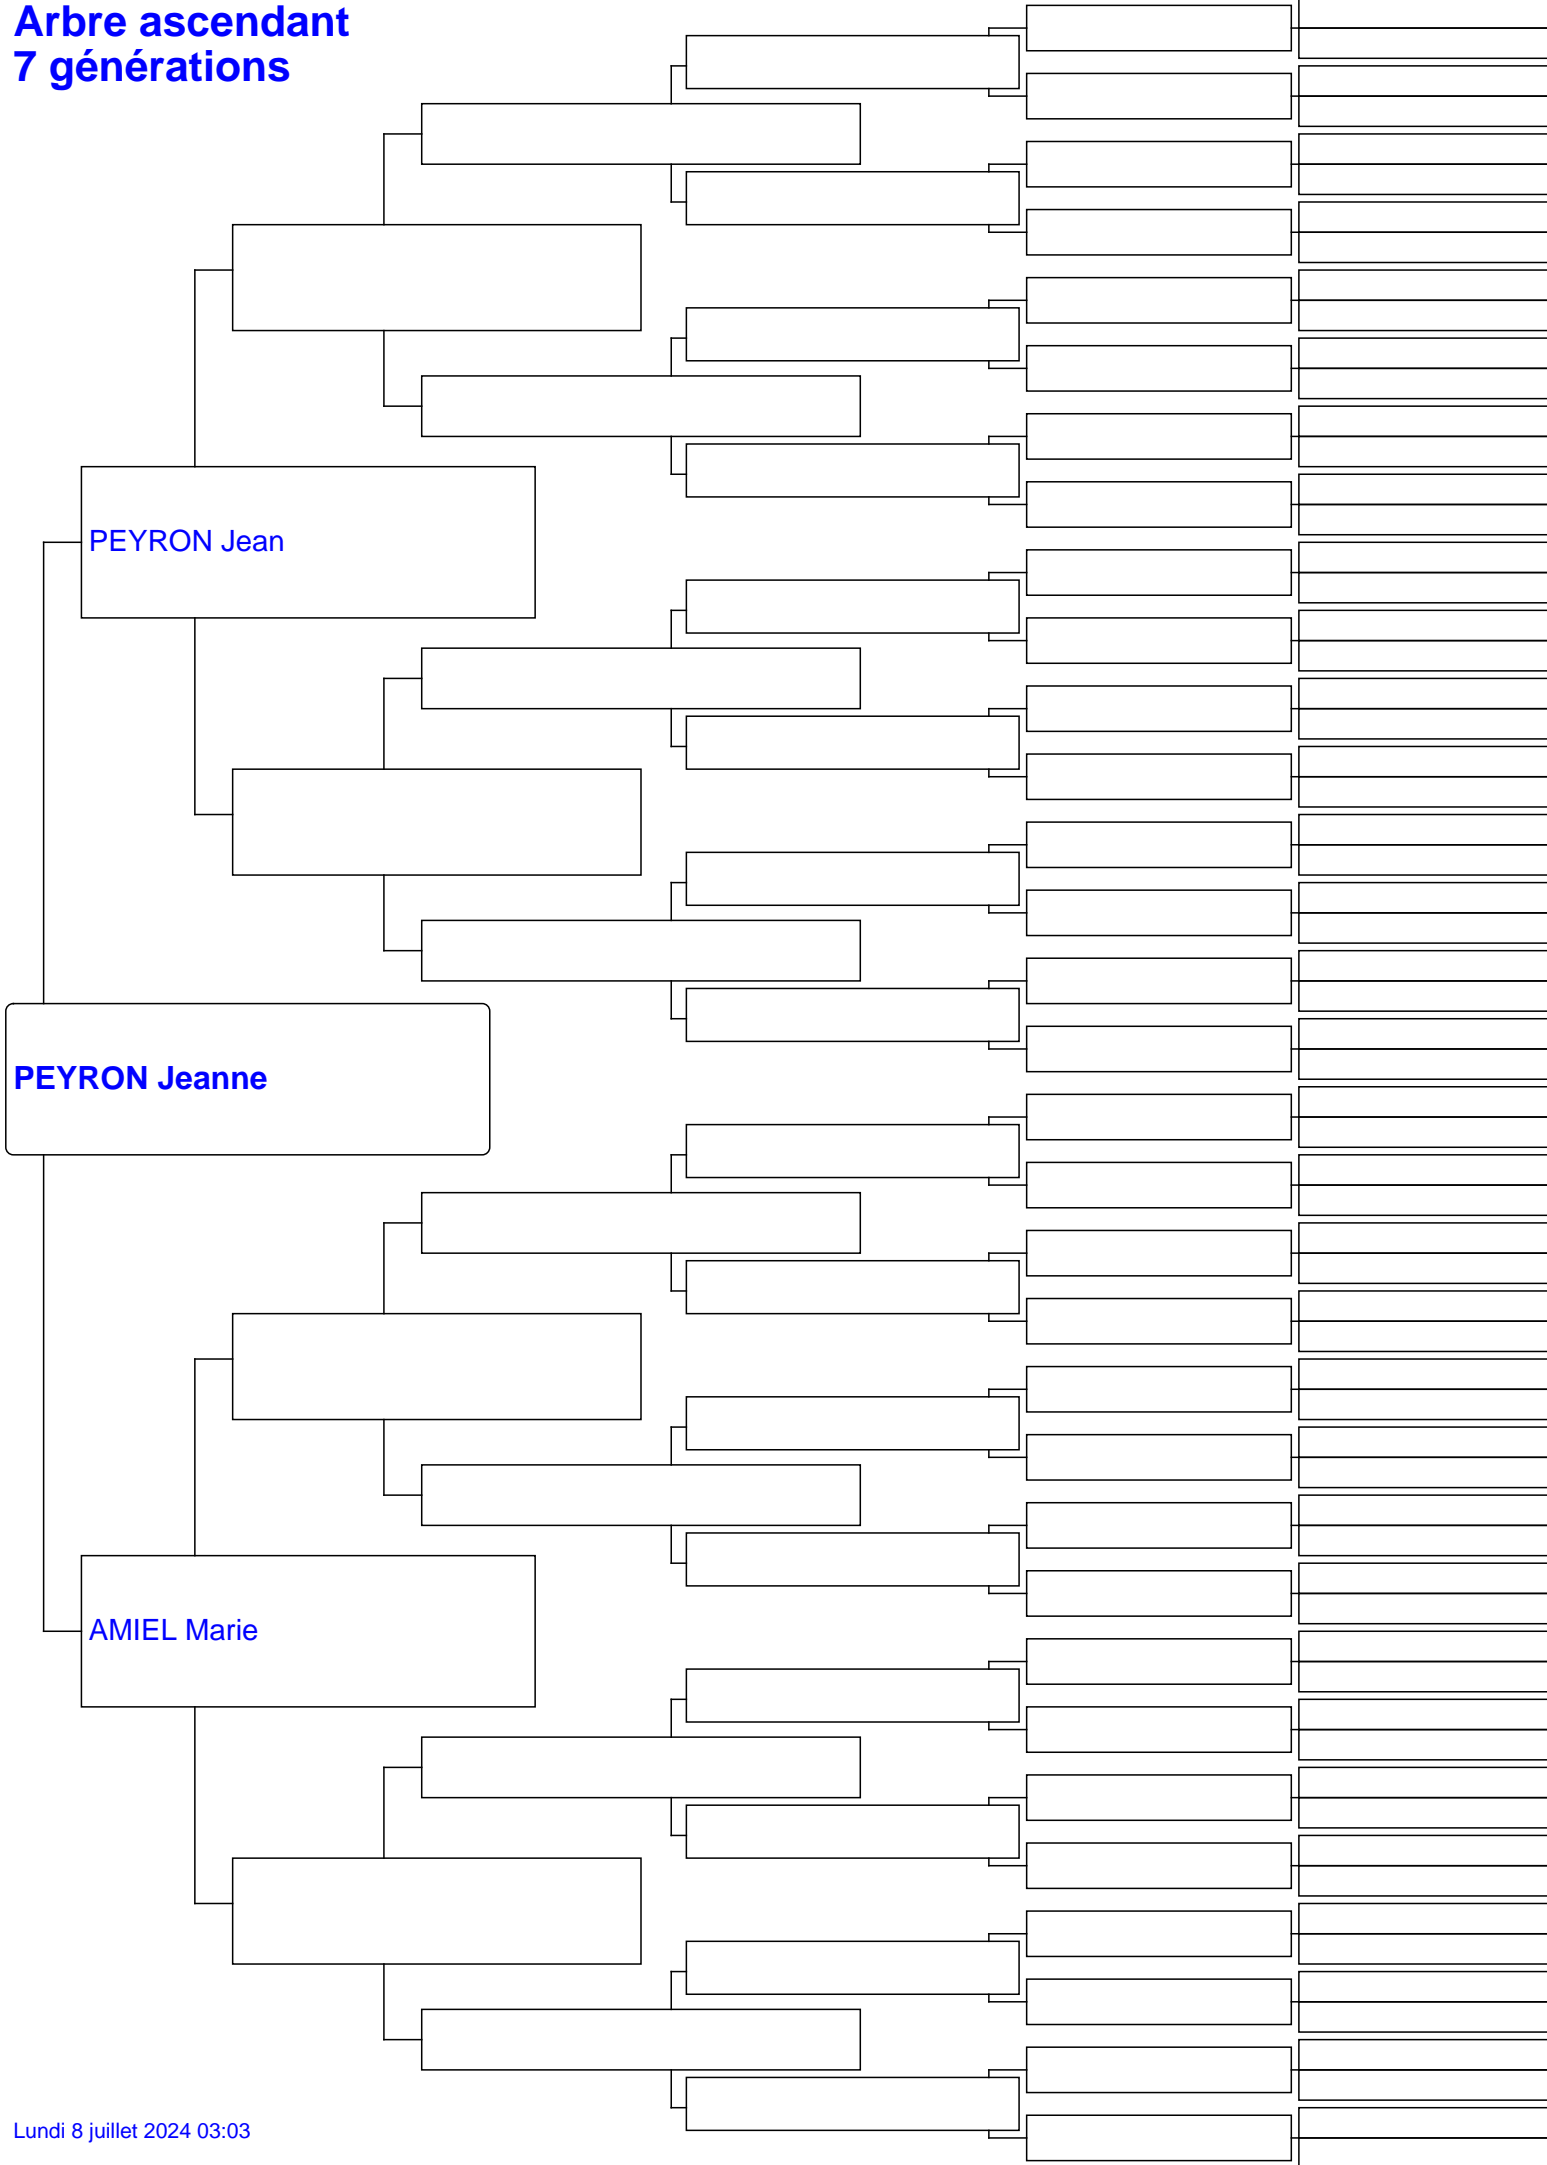 Arbre ascendant
7 générations
PEYRON Jean
PEYRON Jeanne
AMIEL Marie
Lundi 8 juillet 2024 03:03